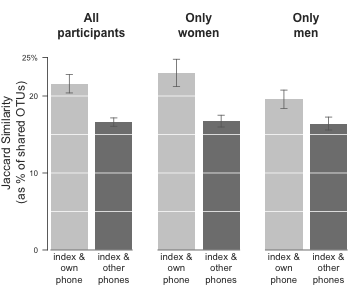 All
participants
Only
women
Only
men
Jaccard Similarity
(as % of shared OTUs)
25%
20
10
0
index &
own
phone
index &
other
phones
index &
own
phone
index &
other
phones
index &
own
phone
index &
other
phones